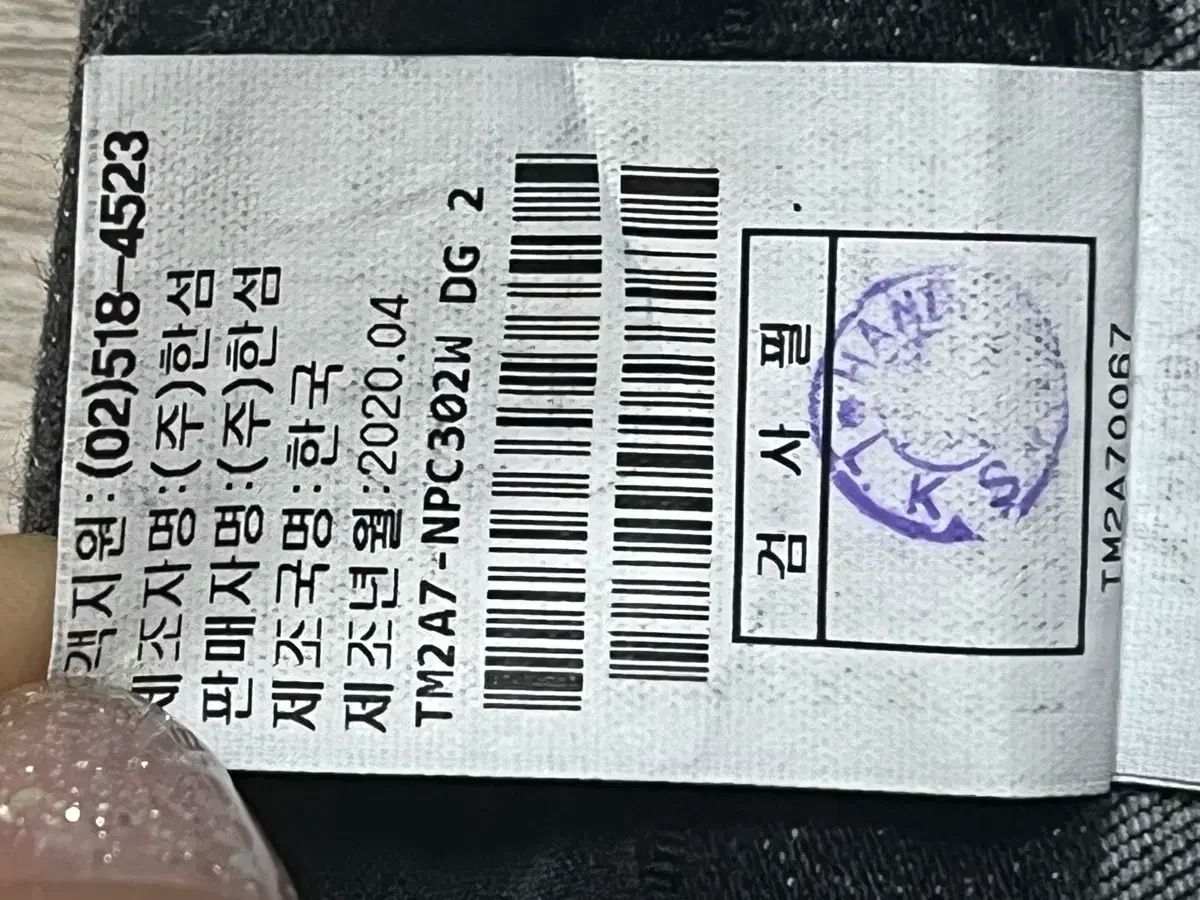 객지원:(02)518-4523
제조자명:(주)한섬
판매자명:(주)한섬
제조국명:한국
제조년월:2020.04
TM2A7-NPC302W DG 2
검사필
TM2A70067